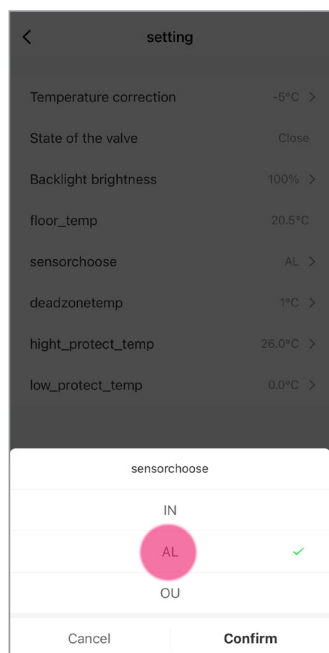 setting
Temperature correction -5°C
State of the valve Close
Backlight brightness 100%
floor_temp 20.5°C
sensorchoose AL
deadzonetemp 1°C
hight_protect_temp 26.0°C
low_protect_temp 0.0°C
sensorchoose
IN
AL
OU
Cancel Confirm